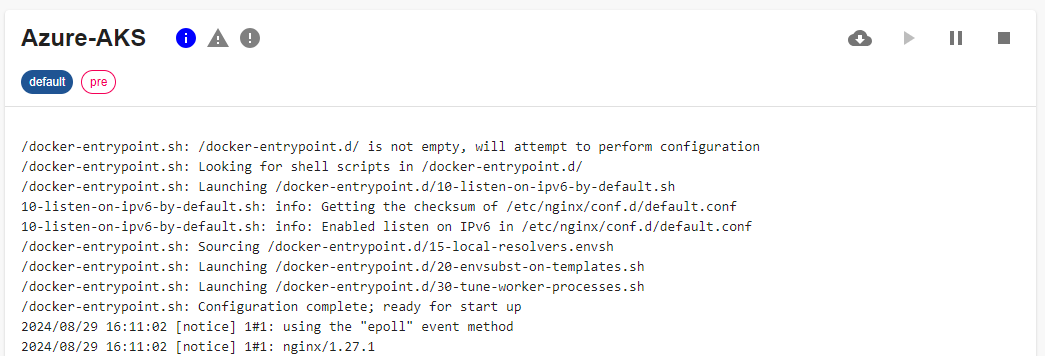 Azure-AKS
default pre
/docker-entrypoint.sh: /docker-entrypoint.d/ is not empty, will attempt to perform configuration
/docker-entrypoint.sh: Looking for shell scripts in /docker-entrypoint.d/
/docker-entrypoint.sh: Launching /docker-entrypoint.d/10-listen-on-ipv6-by-default.sh
10-listen-on-ipv6-by-default.sh: info: Getting the checksum of /etc/nginx/conf.d/default.conf
10-listen-on-ipv6-by-default.sh: info: Enabled listen on IPv6 in /etc/nginx/conf.d/default.conf
/docker-entrypoint.sh: Sourcing /docker-entrypoint.d/15-local-resolvers.envsh
/docker-entrypoint.sh: Launching /docker-entrypoint.d/20-envsubst-on-templates.sh
/docker-entrypoint.sh: Launching /docker-entrypoint.d/30-tune-worker-processes.sh
/docker-entrypoint.sh: Configuration complete; ready for start up
2024/08/29 16:11:02 [notice] 1#1: using the "epoll" event method
2024/08/29 16:11:02 [notice] 1#1: nginx/1.27.1